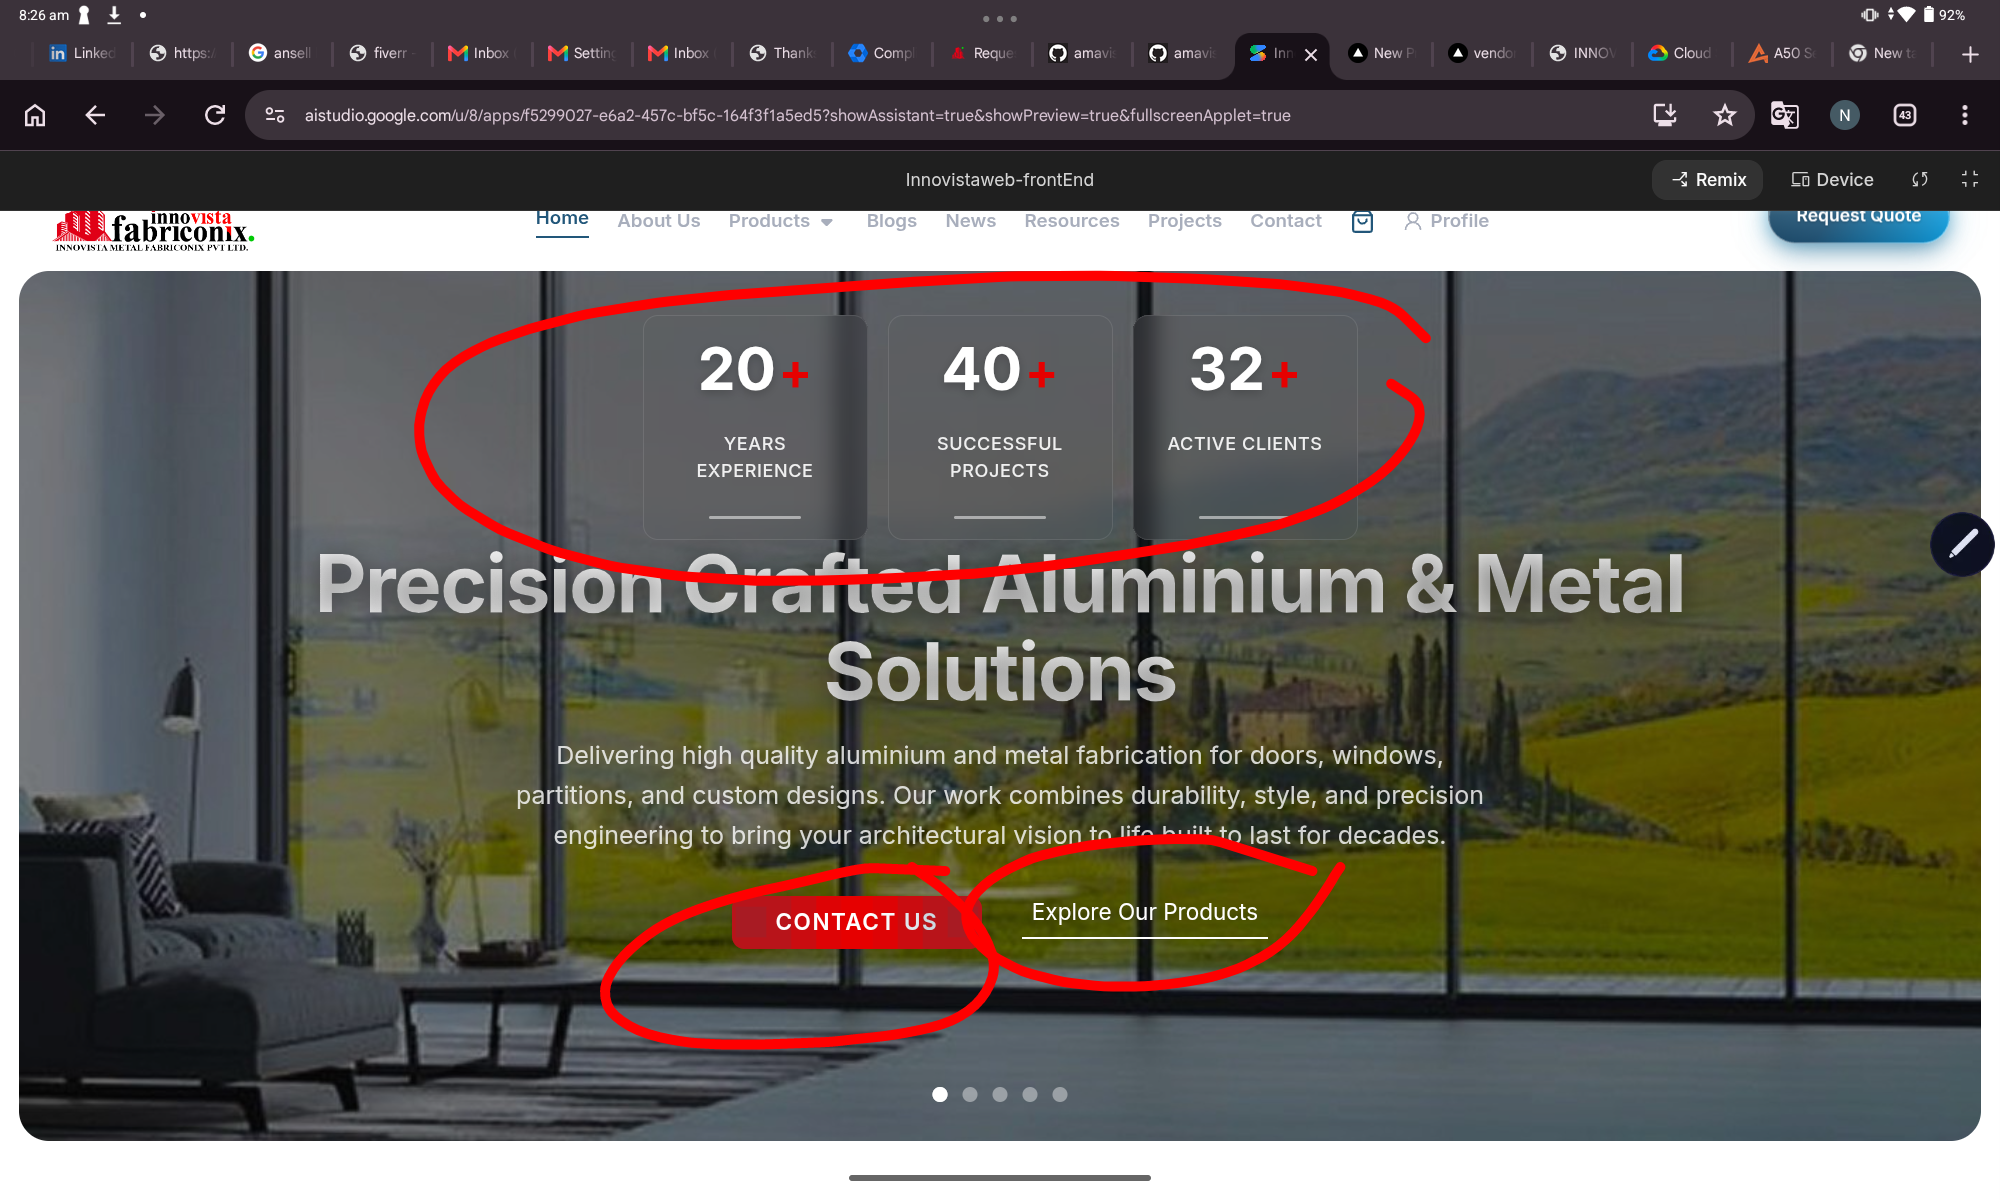 8:26 am
92%
Linked
https:/
ansell
fiverr -
Inbox
Setting
Inbox
Thank
Compl
Reque
amavi
amavi
Inn
New P
vendo
INNOV
Cloud
A50 S
New t
aistudio.google.com/u/8/apps/f5299027-e6a2-457c-bf5c-164f3f1a5ed5?showAssistant=true&showPreview=true&fullscreenApplet=true
N
43
Innovistaweb-frontEnd
Remix
Device
innovista
fabriconix.
INNOVISTA METAL FABRICONIX PVT LTD.
Home About Us Products Blogs News Resources Projects Contact Profile
Request Quote
20+
YEARS
EXPERIENCE
40+
SUCCESSFUL
PROJECTS
32+
ACTIVE CLIENTS
Precision Crafted Aluminium & Metal
Solutions
Delivering high quality aluminium and metal fabrication for doors, windows,
partitions, and custom designs. Our work combines durability, style, and precision
engineering to bring your architectural vision to life built to last for decades.
CONTACT US
Explore Our Products